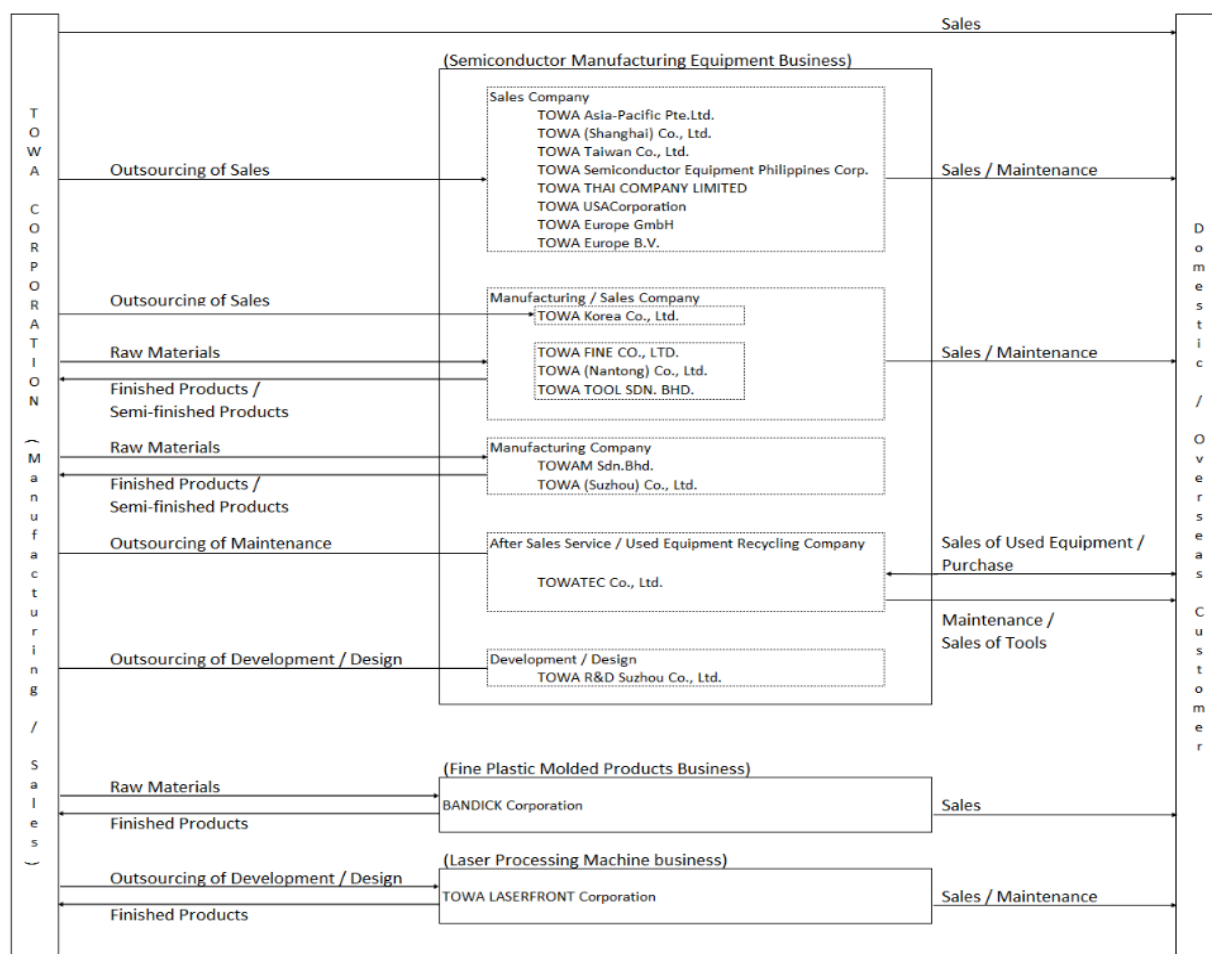 Sales
(Semiconductor Manufacturing Equipment Business)
TOWA CORPORATION (Manufacturing / Sales)
Outsourcing of Sales
Sales Company
TOWA Asia-Pacific Pte.Ltd.
TOWA (Shanghai) Co., Ltd.
TOWA Taiwan Co., Ltd.
TOWA Semiconductor Equipment Philippines Corp.
TOWA THAI COMPANY LIMITED
TOWA USACorporation
TOWA Europe GmbH
TOWA Europe B.V.
Sales / Maintenance
Domestic / Overseas Customer
Outsourcing of Sales
Manufacturing / Sales Company
TOWA Korea Co., Ltd.
Raw Materials
TOWA FINE CO., LTD.
TOWA (Nantong) Co., Ltd.
TOWA TOOL SDN. BHD.
Sales / Maintenance
Finished Products /
Semi-finished Products
Raw Materials
Manufacturing Company
TOWAM Sdn.Bhd.
TOWA (Suzhou) Co., Ltd.
Finished Products /
Semi-finished Products
Outsourcing of Maintenance
After Sales Service / Used Equipment Recycling Company
TOWATEC Co., Ltd.
Sales of Used Equipment /
Purchase
Maintenance /
Sales of Tools
Outsourcing of Development / Design
Development / Design
TOWA R&D Suzhou Co., Ltd.
(Fine Plastic Molded Products Business)
Raw Materials
BANDICK Corporation
Sales
Finished Products
(Laser Processing Machine business)
Outsourcing of Development / Design
TOWA LASERFRONT Corporation
Sales / Maintenance
Finished Products